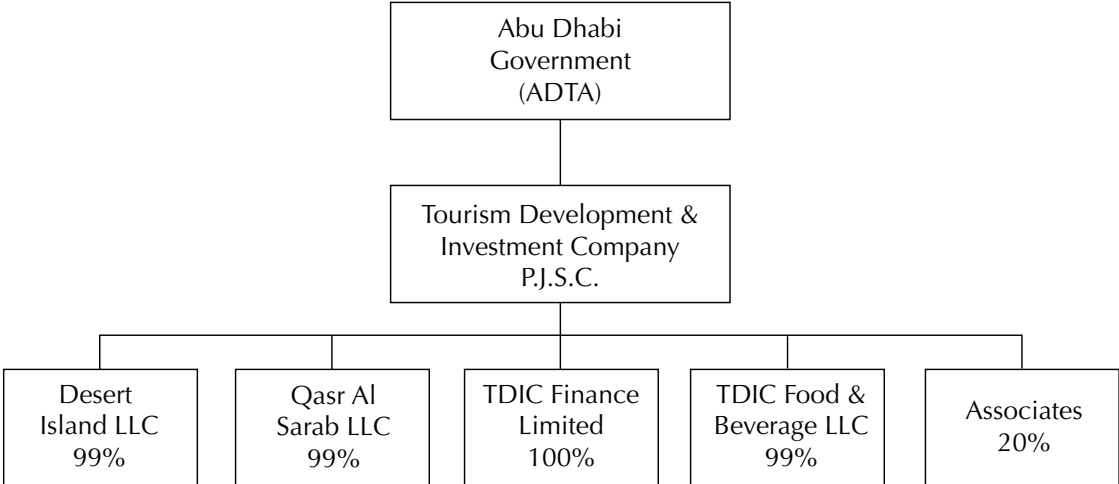 Abu Dhabi
Government
(ADTA)
Tourism Development &
Investment Company
P.J.S.C.
Desert
Island LLC
99%
Qasr Al
Sarab LLC
99%
TDIC Finance
Limited
100%
TDIC Food &
Beverage LLC
99%
Associates
20%